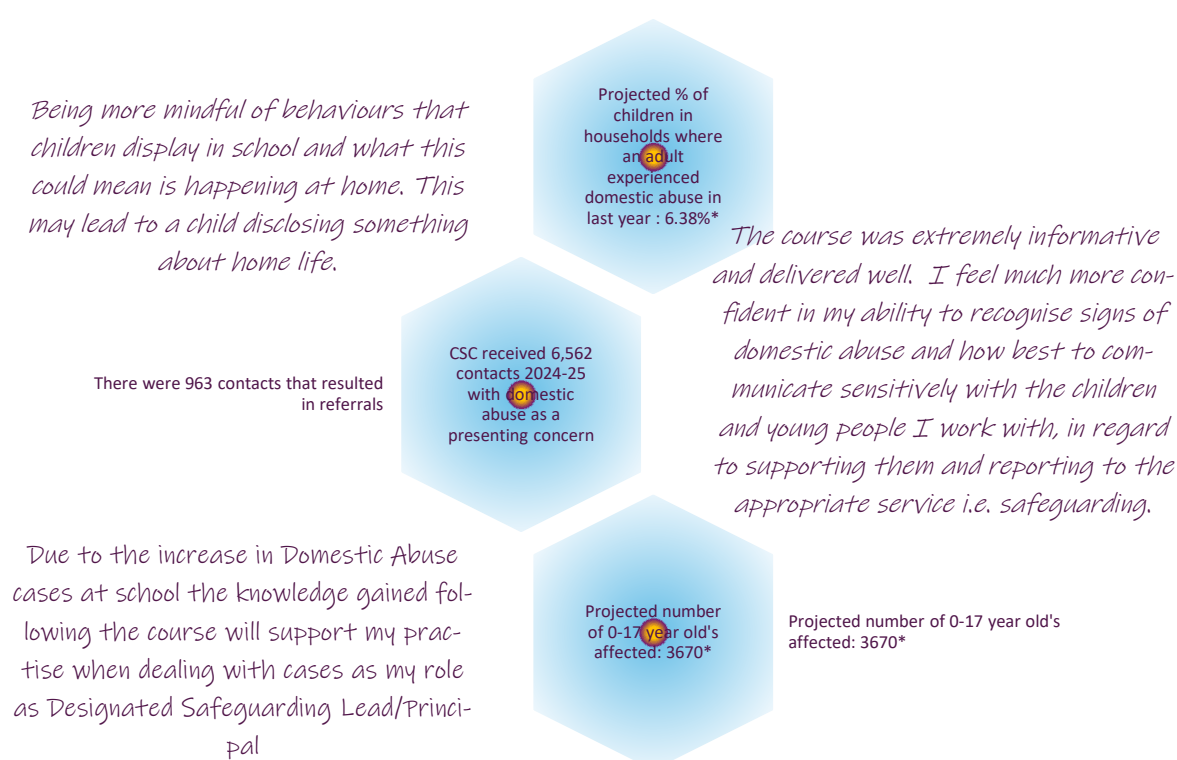 Being more mindful of behaviours that
children display in school and what this
could mean is happening at home. This
may lead to a child disclosing something
about home life.
Projected % of
children in
households where
an adult
experienced
domestic abuse in
last year : 6.38%*
The course was extremely informative
and delivered well.  I feel much more con-
fident in my ability to recognise signs of
domestic abuse and how best to com-
municate sensitively with the children
and young people I work with, in regard
to supporting them and reporting to the
appropriate service i.e. safeguarding.
There were 963 contacts that resulted
in referrals
CSC received 6,562
contacts 2024-25
with domestic
abuse as a
presenting concern
Due to the increase in Domestic Abuse
cases at school the knowledge gained fol-
lowing the course will support my prac-
tise when dealing with cases as my role
as Designated Safeguarding Lead/Princi-
pal
Projected number
of 0-17 year old's
affected: 3670*
Projected number of 0-17 year old's
affected: 3670*